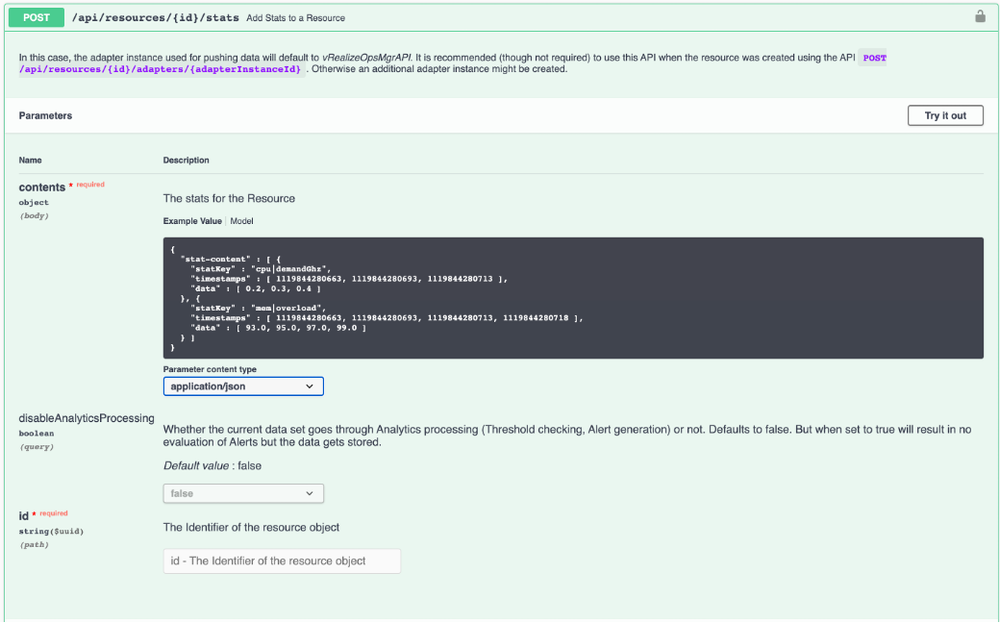 POST /api/resources/{id}/stats Add Stats to a Resource
In this case, the adapter instance used for pushing data will default to vRealizeOpsMgrAPI. It is recommended (though not required) to use this API when the resource was created using the API POST
/api/resources/{id}/adapters/{adapterInstanceId} . Otherwise an additional adapter instance might be created.
Parameters
Try it out
Name Description
contents * required
object
(body)
The stats for the Resource
Example Value Model
{
"stat-content" : [ {
"statKey" : "cpu|demandGhz",
"timestamps" : [ 1119844280663, 1119844280693, 1119844280713 ],
"data" : [ 0.2, 0.3, 0.4 ]
}, {
"statKey" : "mem|overload",
"timestamps" : [ 1119844280663, 1119844280693, 1119844280713, 1119844280718 ],
"data" : [ 93.0, 95.0, 97.0, 99.0 ]
} ]
}
Parameter content type
application/json
disableAnalyticsProcessing
boolean
(query)
Whether the current data set goes through Analytics processing (Threshold checking, Alert generation) or not. Defaults to false. But when set to true will result in no
evaluation of Alerts but the data gets stored.
Default value : false
false
id * required
string($uuid)
(path)
The Identifier of the resource object
id - The Identifier of the resource object